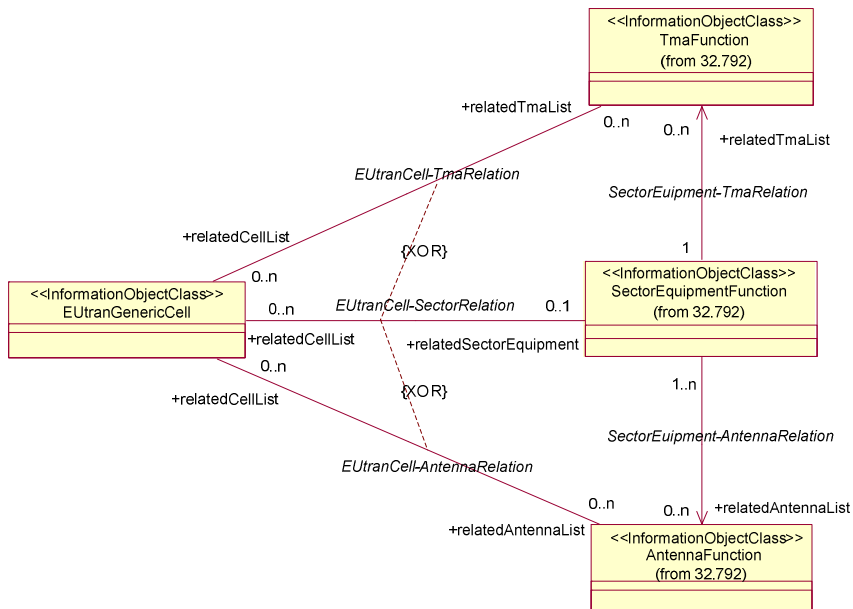 <<InformationObjectClass>>
TmaFunction
(from 32.792)
+relatedTmaList
0..n
0..n
+relatedTmaList
EUtranCell-TmaRelation
SectorEuipment-TmaRelation
+relatedCellList
{XOR}
1
0..n
<<InformationObjectClass>>
SectorEquipmentFunction
(from 32.792)
<<InformationObjectClass>>
EUtranGenericCell
0..n
EUtranCell-SectorRelation
0..1
+relatedCellList
+relatedSectorEquipment
0..n
+relatedCellList
{XOR}
1..n
SectorEuipment-AntennaRelation
EUtranCell-AntennaRelation
0..n
0..n
+relatedAntennaList
+relatedAntennaList
<<InformationObjectClass>>
AntennaFunction
(from 32.792)